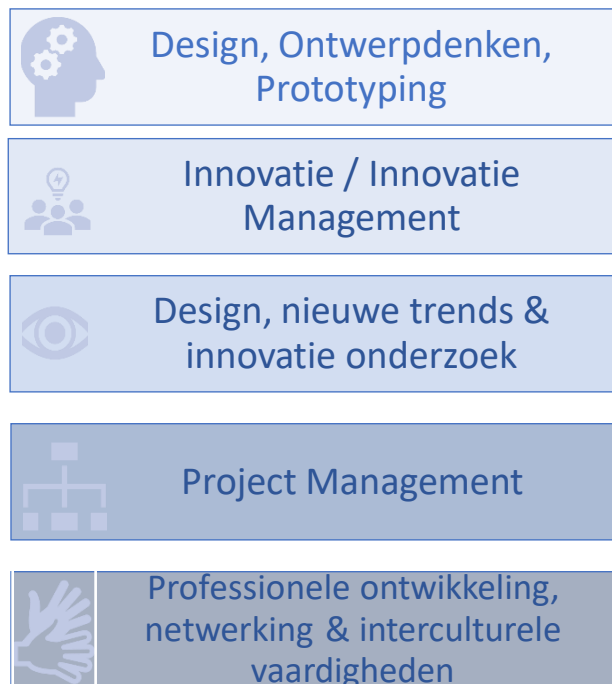 Design, Ontwerpdenken,
Prototyping
Innovatie / Innovatie
Management
Design, nieuwe trends &
innovatie onderzoek
Project Management
Professionele ontwikkeling,
netwerking & interculturele
vaardigheden